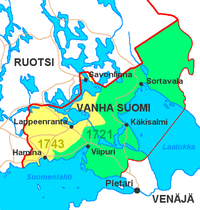 RUOTSI
Savonlinna
Sortavala
VANHA SUOMI
Lappeenranta
Käkisalmi
Laatokka
1721
1743
Viipuri
Hamina
Suomenlahti
Pietari
VENÄJÄ